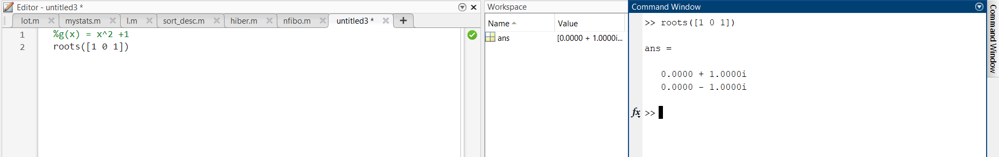 Editor - untitled3 *
lot.m
mystats.m
l.m
sort_desc.m
hiber.m
nfibo.m
untitled3 *
1 %g(x) = x^2 +1
2 roots([1 0 1])
Workspace
Name Value
ans [0.0000 + 1.0000i...
Command Window
>> roots([1 0 1])
ans =
0.0000 + 1.0000i
0.0000 - 1.0000i
fx >>
Command Window